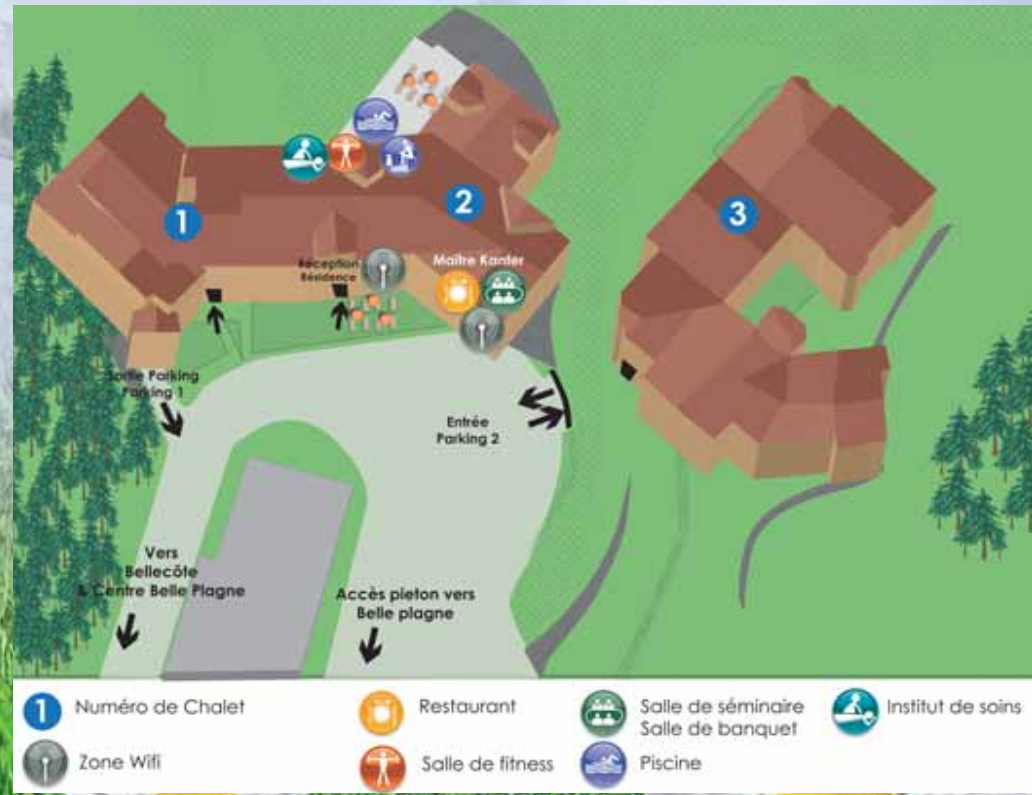 1
2
3
Réception
Résidence
Maître Kanter
Sortie Parking
Parking 1
Entrée
Parking 2
Vers
Bellecôte
& Centre Belle Plagne
Accès pieton vers
Belle plagne
1 Numéro de Chalet
Restaurant
Salle de séminaire
Salle de banquet
Institut de soins
Zone Wifi
Salle de fitness
Piscine